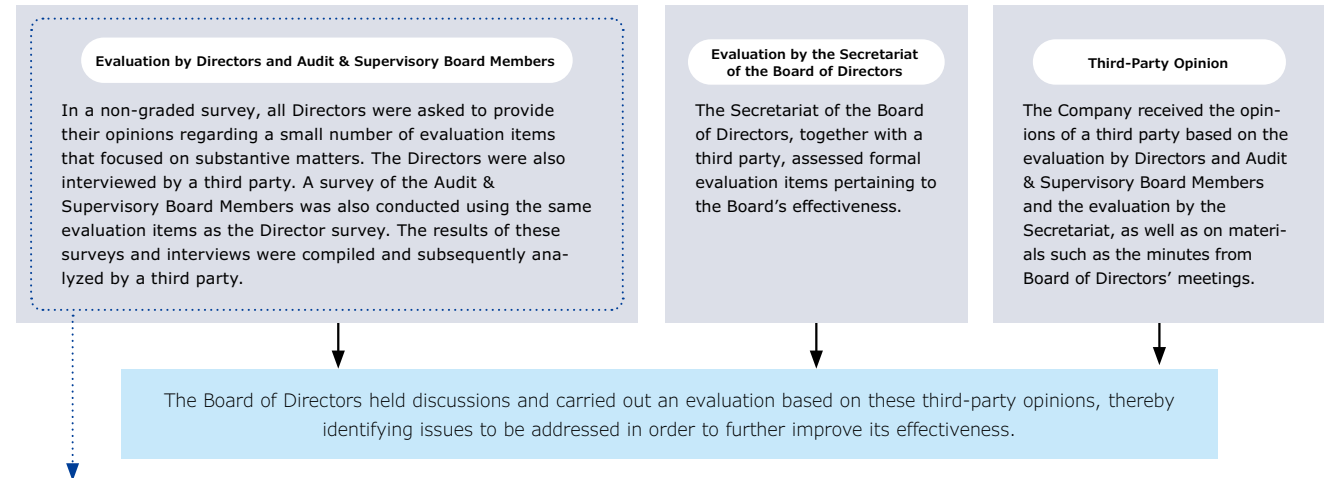 Evaluation by Directors and Audit & Supervisory Board Members
In a non-graded survey, all Directors were asked to provide
their opinions regarding a small number of evaluation items
that focused on substantive matters. The Directors were also
interviewed by a third party. A survey of the Audit &
Supervisory Board Members was also conducted using the same
evaluation items as the Director survey. The results of these
surveys and interviews were compiled and subsequently ana-
lyzed by a third party.
Evaluation by the Secretariat
of the Board of Directors
The Secretariat of the Board
of Directors, together with a
third party, assessed formal
evaluation items pertaining to
the Board’s effectiveness.
Third-Party Opinion
The Company received the opin-
ions of a third party based on the
evaluation by Directors and Audit
& Supervisory Board Members
and the evaluation by the
Secretariat, as well as on materi-
als such as the minutes from
Board of Directors’ meetings.
The Board of Directors held discussions and carried out an evaluation based on these third-party opinions, thereby
identifying issues to be addressed in order to further improve its effectiveness.